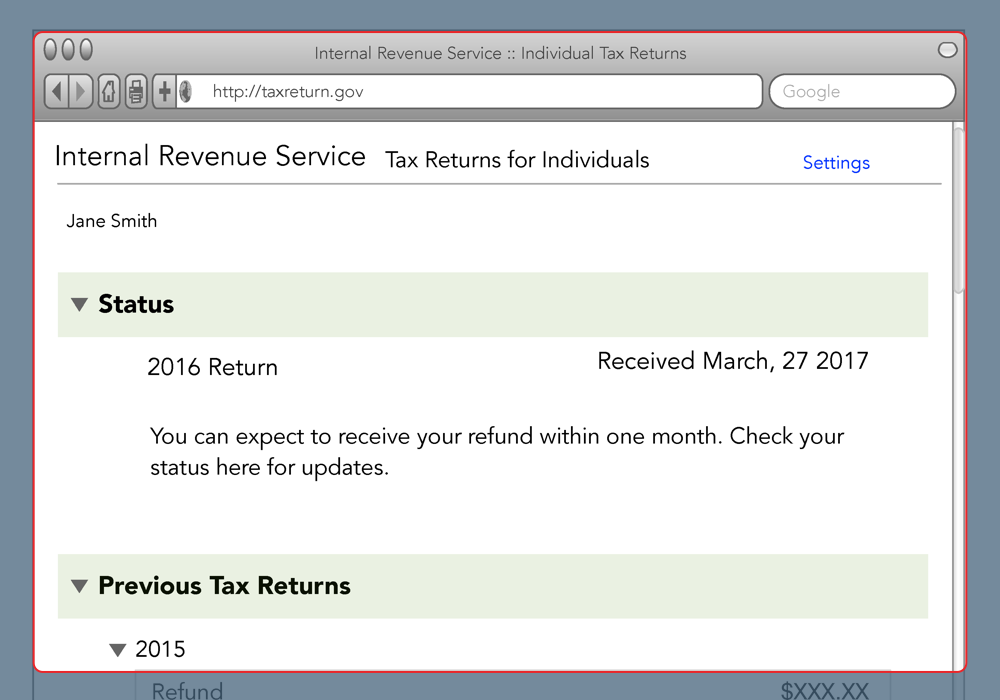 Internal Revenue Service :: Individual Tax Returns
http://taxreturn.gov
Google
Internal Revenue Service Tax Returns for Individuals Settings
Jane Smith
Status
2016 Return Received March, 27 2017
You can expect to receive your refund within one month. Check your
status here for updates.
Previous Tax Returns
2015
Refund $XXX.XX